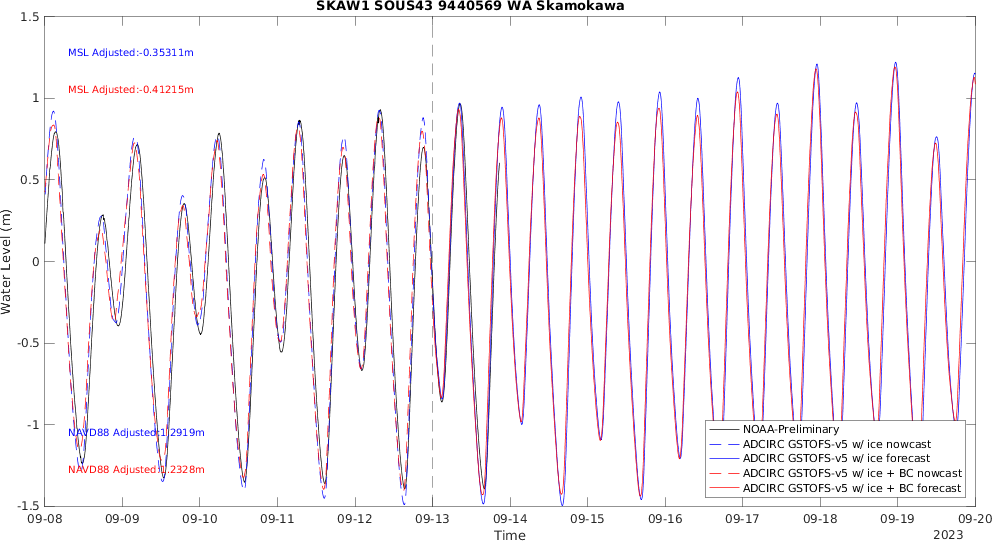 SKAW1 SOUS43 9440569 WA Skamokawa
1.5
MSL Adjusted:-0.35311m
MSL Adjusted:-0.41215m
1
0.5
0
-0.5
-1
-1.5
Water Level (m)
NAVD88 Adjusted:1.2919m
NAVD88 Adjusted:1.2328m
NOAA-Preliminary
ADCIRC GSTOFS-v5 w/ ice nowcast
ADCIRC GSTOFS-v5 w/ ice forecast
ADCIRC GSTOFS-v5 w/ ice + BC nowcast
ADCIRC GSTOFS-v5 w/ ice + BC forecast
09-08 09-09 09-10 09-11 09-12 09-13 09-14 09-15 09-16 09-17 09-18 09-19 09-20
Time
2023